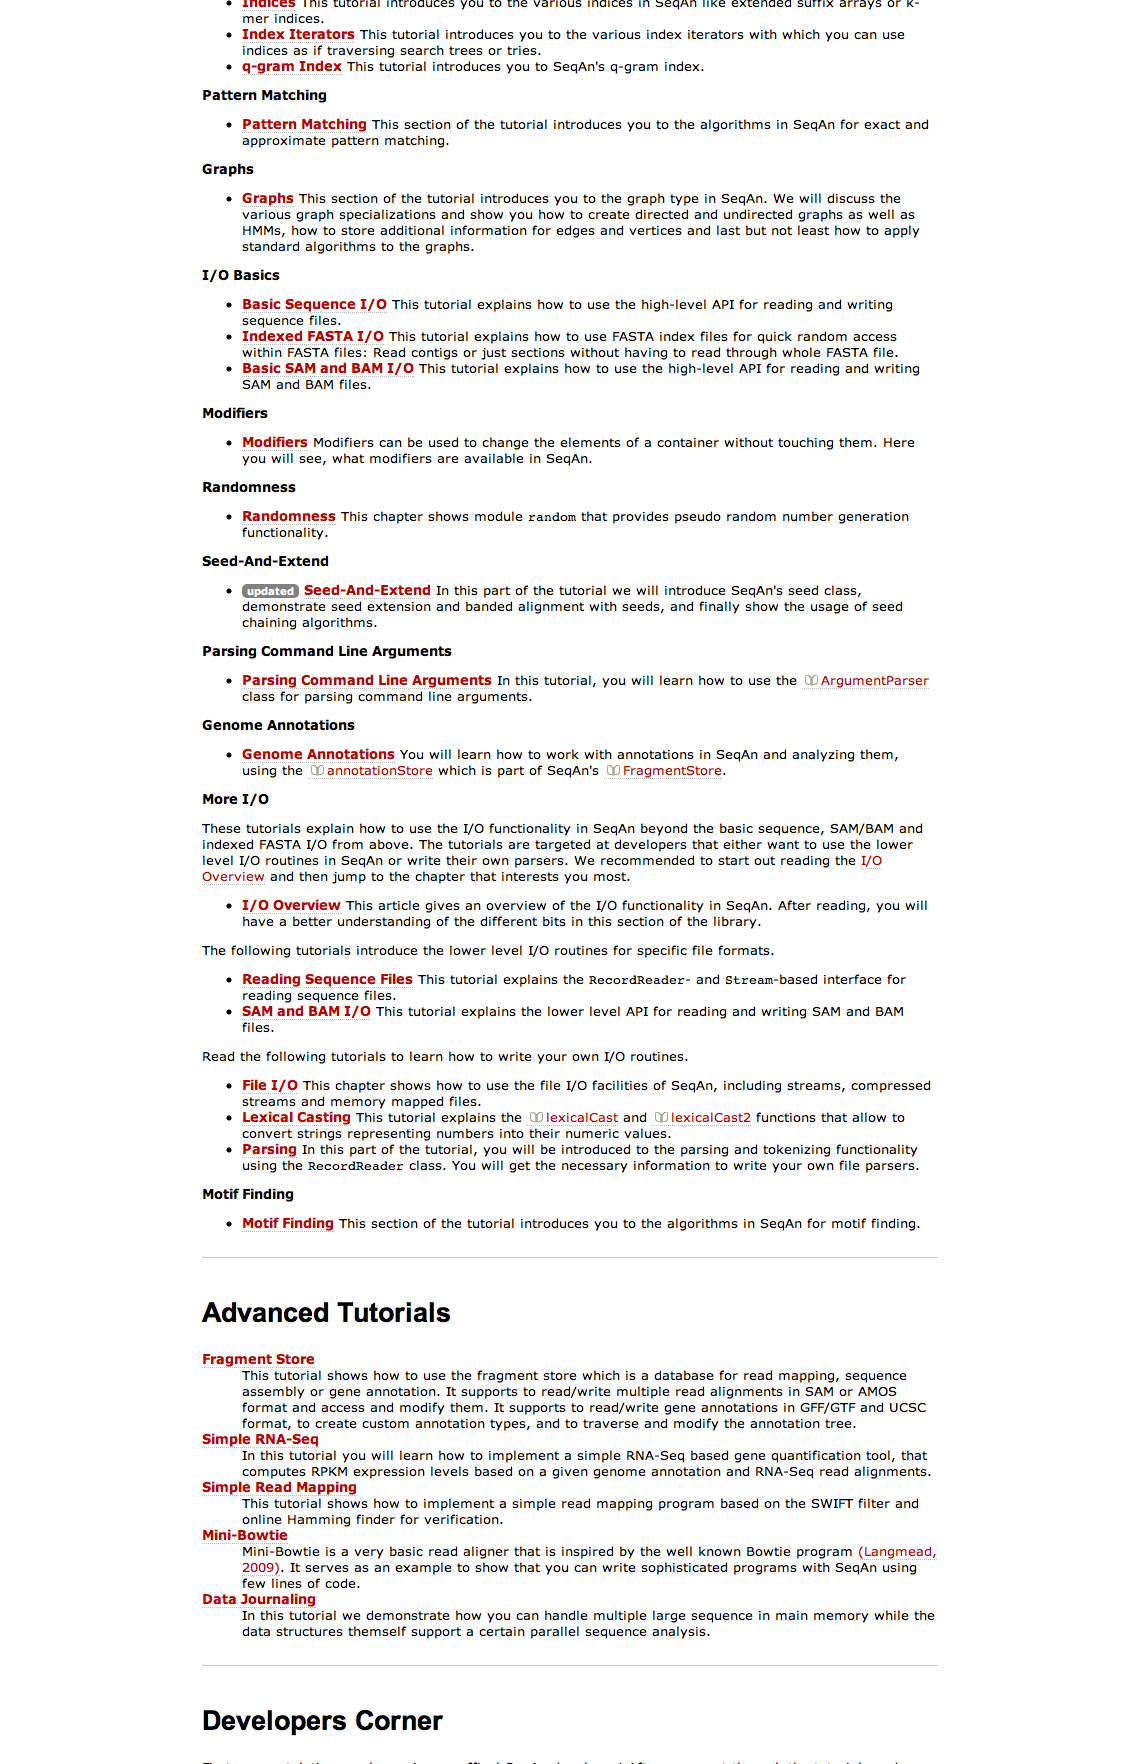 Indices This tutorial introduces you to the various indices in SeqAn like extended suffix arrays or k-
mer indices.
Index Iterators This tutorial introduces you to the various index iterators with which you can use
indices as if traversing search trees or tries.
q-gram Index This tutorial introduces you to SeqAn's q-gram index.
Pattern Matching
Pattern Matching This section of the tutorial introduces you to the algorithms in SeqAn for exact and
approximate pattern matching.
Graphs
Graphs This section of the tutorial introduces you to the graph type in SeqAn. We will discuss the
various graph specializations and show you how to create directed and undirected graphs as well as
HMMs, how to store additional information for edges and vertices and last but not least how to apply
standard algorithms to the graphs.
I/O Basics
Basic Sequence I/O This tutorial explains how to use the high-level API for reading and writing
sequence files.
Indexed FASTA I/O This tutorial explains how to use FASTA index files for quick random access
within FASTA files: Read contigs or just sections without having to read through whole FASTA file.
Basic SAM and BAM I/O This tutorial explains how to use the high-level API for reading and writing
SAM and BAM files.
Modifiers
Modifiers Modifiers can be used to change the elements of a container without touching them. Here
you will see, what modifiers are available in SeqAn.
Randomness
Randomness This chapter shows module random that provides pseudo random number generation
functionality.
Seed-And-Extend
updated Seed-And-Extend In this part of the tutorial we will introduce SeqAn's seed class,
demonstrate seed extension and banded alignment with seeds, and finally show the usage of seed
chaining algorithms.
Parsing Command Line Arguments
Parsing Command Line Arguments In this tutorial, you will learn how to use the ArgumentParser
class for parsing command line arguments.
Genome Annotations
Genome Annotations You will learn how to work with annotations in SeqAn and analyzing them,
using the annotationStore which is part of SeqAn's FragmentStore.
More I/O
These tutorials explain how to use the I/O functionality in SeqAn beyond the basic sequence, SAM/BAM and
indexed FASTA I/O from above. The tutorials are targeted at developers that either want to use the lower
level I/O routines in SeqAn or write their own parsers. We recommended to start out reading the I/O
Overview and then jump to the chapter that interests you most.
I/O Overview This article gives an overview of the I/O functionality in SeqAn. After reading, you will
have a better understanding of the different bits in this section of the library.
The following tutorials introduce the lower level I/O routines for specific file formats.
Reading Sequence Files This tutorial explains the RecordReader- and Stream-based interface for
reading sequence files.
SAM and BAM I/O This tutorial explains the lower level API for reading and writing SAM and BAM
files.
Read the following tutorials to learn how to write your own I/O routines.
File I/O This chapter shows how to use the file I/O facilities of SeqAn, including streams, compressed
streams and memory mapped files.
Lexical Casting This tutorial explains the lexicalCast and lexicalCast2 functions that allow to
convert strings representing numbers into their numeric values.
Parsing In this part of the tutorial, you will be introduced to the parsing and tokenizing functionality
using the RecordReader class. You will get the necessary information to write your own file parsers.
Motif Finding
Motif Finding This section of the tutorial introduces you to the algorithms in SeqAn for motif finding.
Advanced Tutorials
Fragment Store
This tutorial shows how to use the fragment store which is a database for read mapping, sequence
assembly or gene annotation. It supports to read/write multiple read alignments in SAM or AMOS
format and access and modify them. It supports to read/write gene annotations in GFF/GTF and UCSC
format, to create custom annotation types, and to traverse and modify the annotation tree.
Simple RNA-Seq
In this tutorial you will learn how to implement a simple RNA-Seq based gene quantification tool, that
computes RPKM expression levels based on a given genome annotation and RNA-Seq read alignments.
Simple Read Mapping
This tutorial shows how to implement a simple read mapping program based on the SWIFT filter and
online Hamming finder for verification.
Mini-Bowtie
Mini-Bowtie is a very basic read aligner that is inspired by the well known Bowtie program (Langmead,
2009). It serves as an example to show that you can write sophisticated programs with SeqAn using
few lines of code.
Data Journaling
In this tutorial we demonstrate how you can handle multiple large sequence in main memory while the
data structures themself support a certain parallel sequence analysis.
Developers Corner